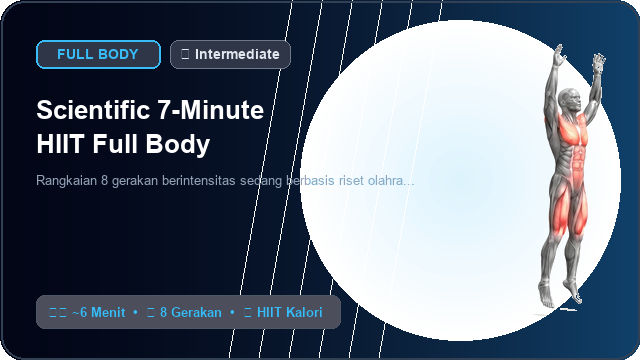 FULL BODY
Intermediate
Scientific 7-Minute
HIIT Full Body
Rangkaian 8 gerakan berintensitas sedang berbasis riset olahra...
~6 Menit • 8 Gerakan • HIIT Kalori